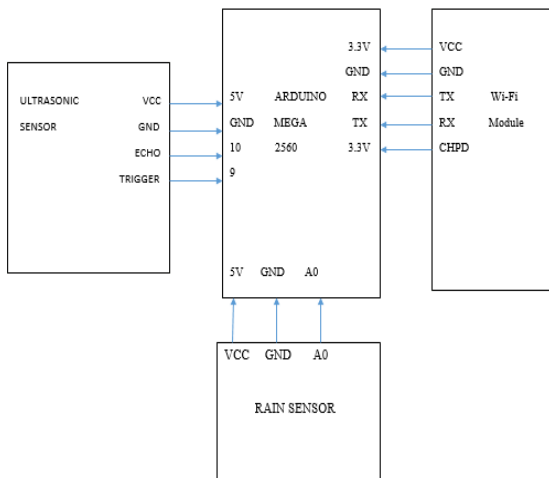 ULTRASONIC
SENSOR
VCC
GND
ECHO
TRIGGER
5V ARDUINO
GND MEGA
10 2560
9
3.3V
GND
RX
TX
3.3V
5V GND A0
VCC
GND
TX Wi-Fi
RX Module
CHPD
VCC GND A0
RAIN SENSOR